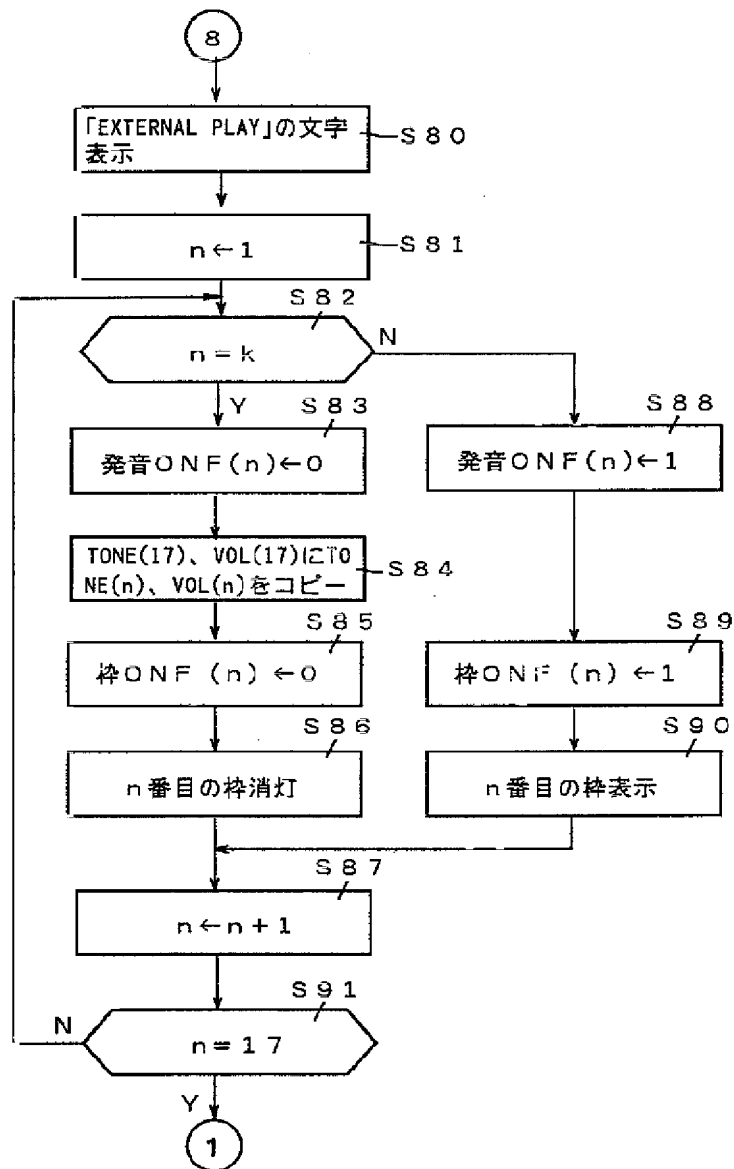 8
「EXTERNAL PLAY」の文字
表示
S80
n←1
S81
S82
n=k
N
Y
S83
発音ONF(n)←0
S88
発音ONF(n)←1
TONE(17)、VOL(17)にTO
NE(n)、VOL(n)をコピー
S84
S85
枠ONF (n) ←0
S89
枠ONF (n) ←1
S86
n番目の枠消灯
S90
n番目の枠表示
S87
n←n+1
S91
N
n=17
Y
1